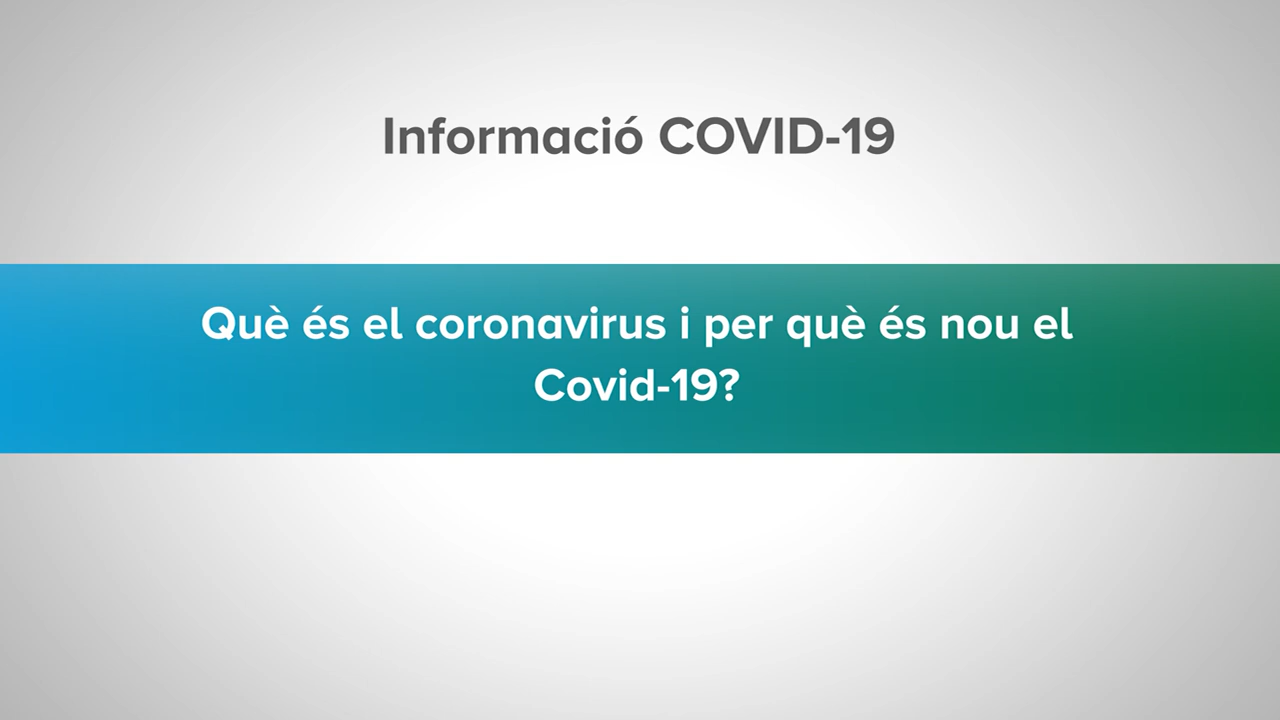 Informació COVID-19
Què és el coronavirus i per què és nou el
Covid-19?